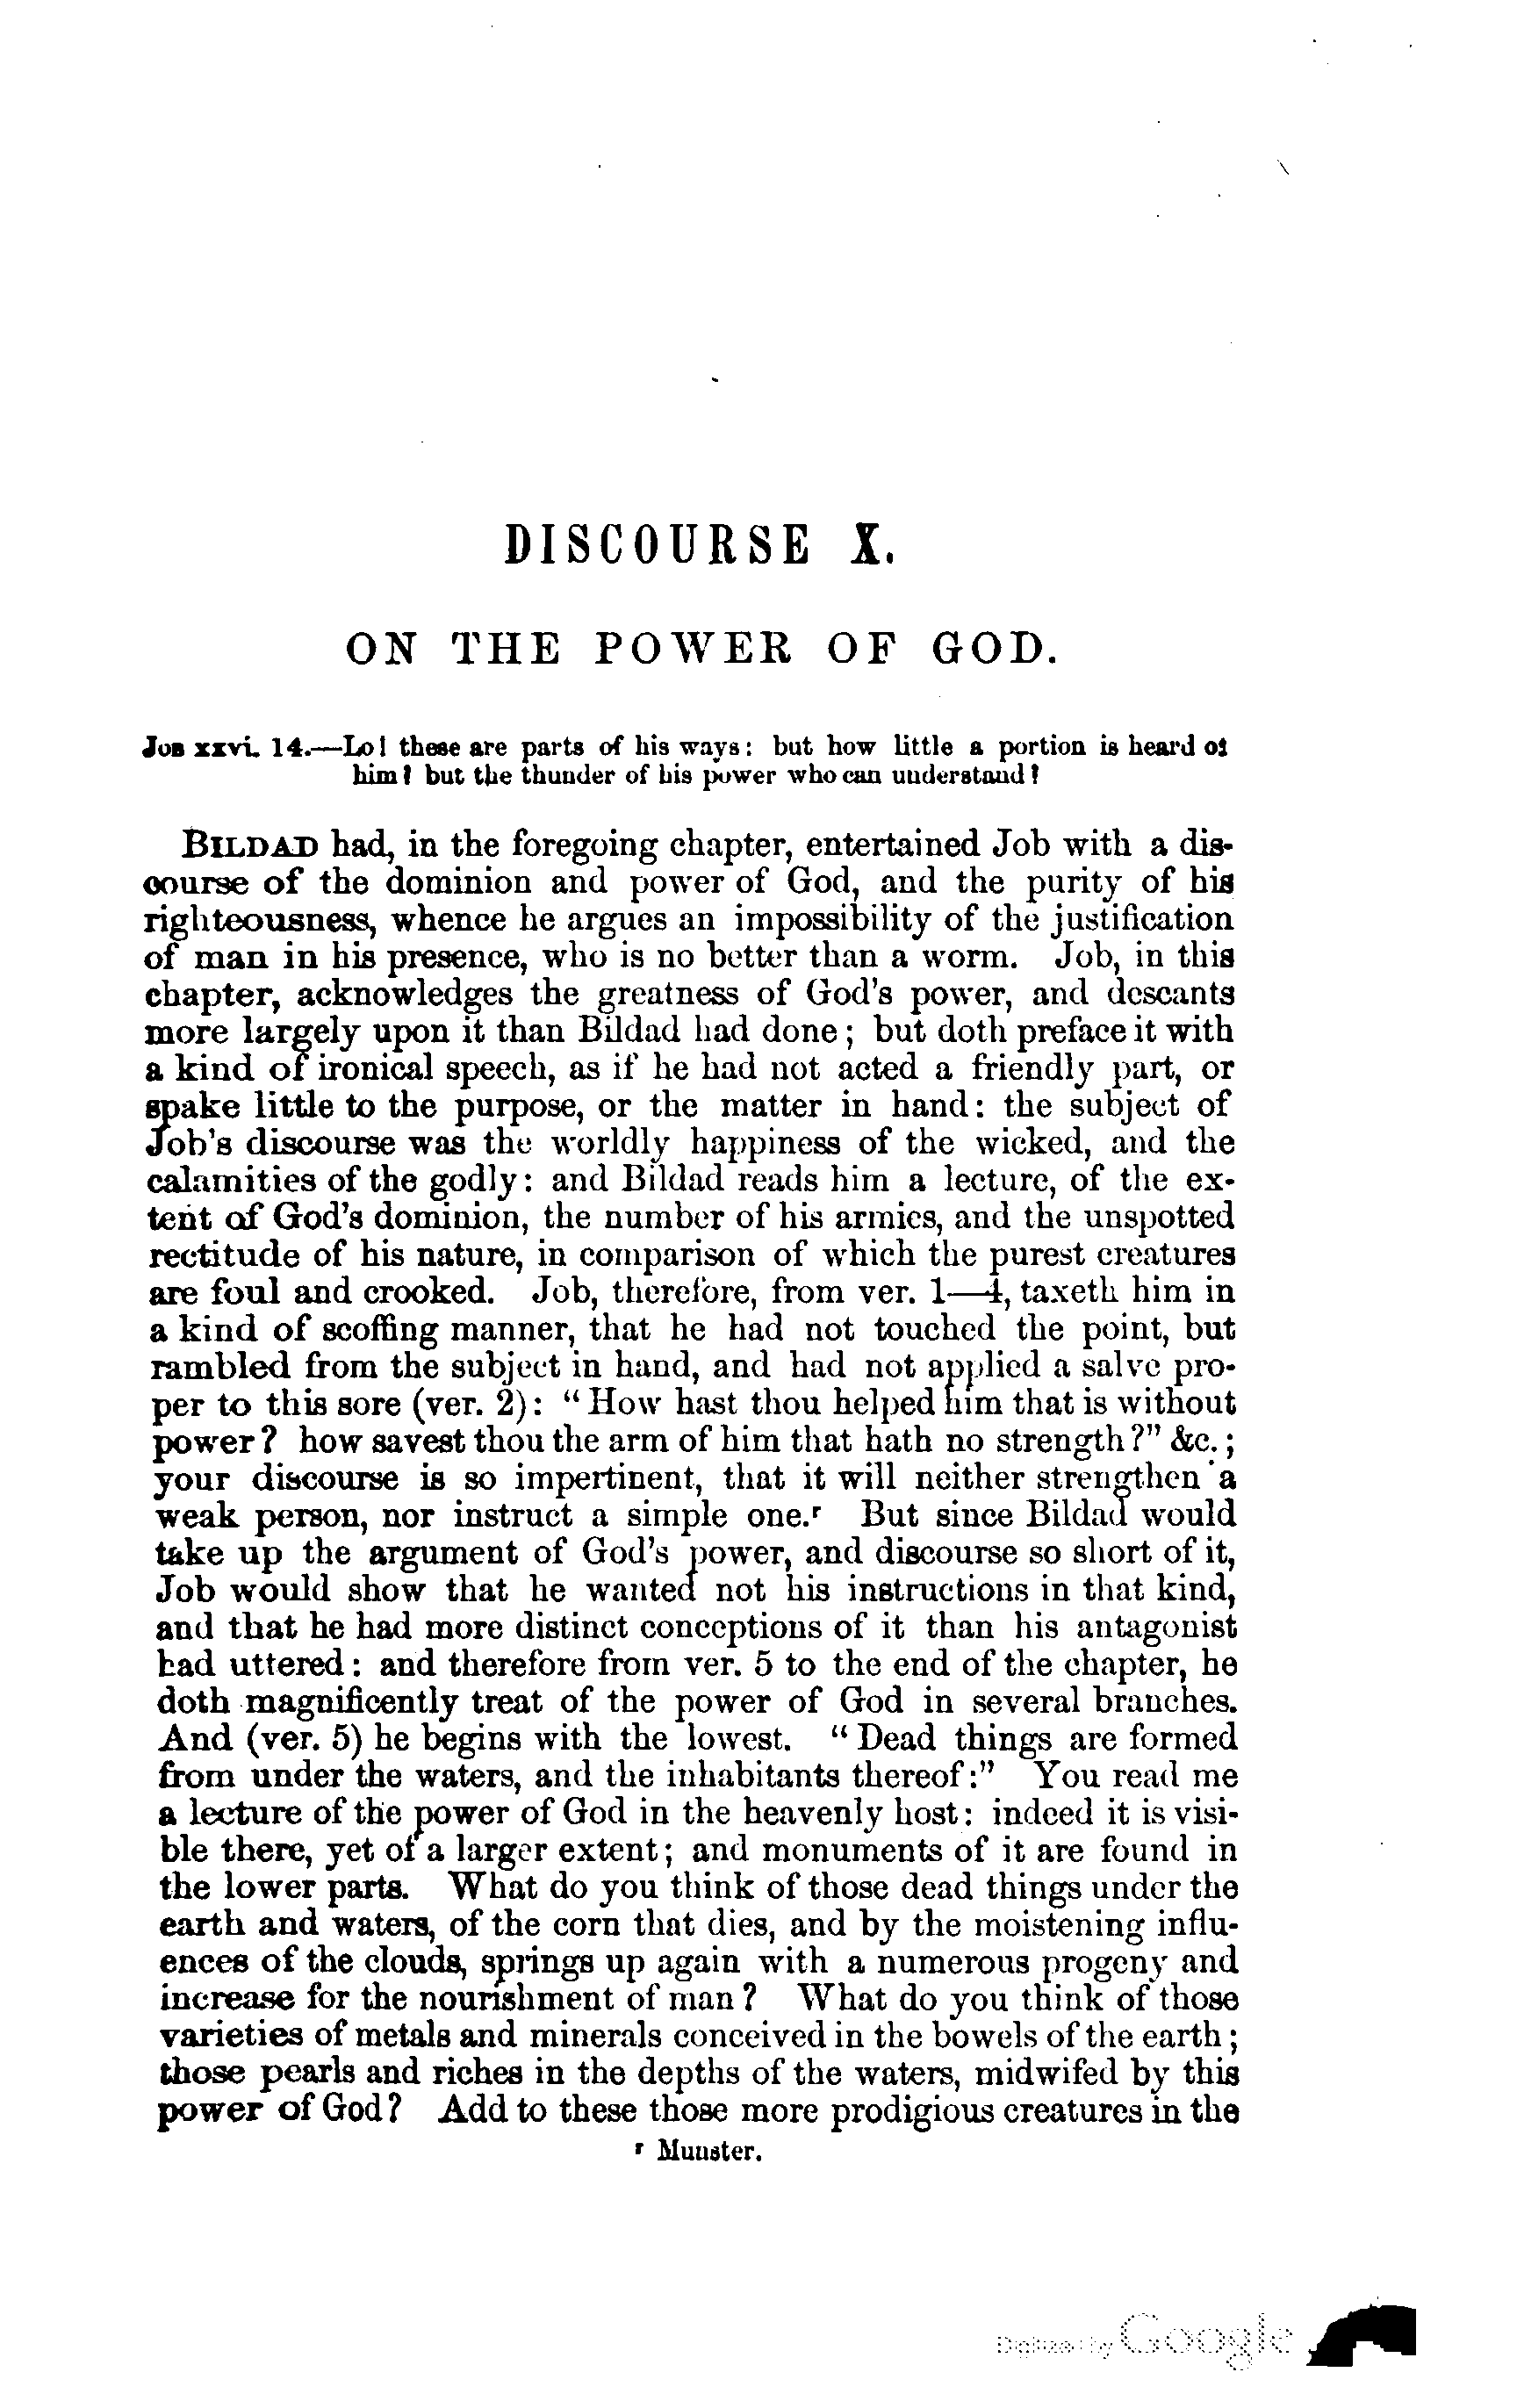 DISCOURSE X.
ON THE POWER OF GOD.
Job xxvi. 14.—Lo! these are parts of his ways: but how little a portion is heard of
him? but the thunder of his power who can understand?
Bildad had, in the foregoing chapter, entertained Job with a dis-
course of the dominion and power of God, and the purity of his
righteousness, whence he argues an impossibility of the justification
of man in his presence, who is no better than a worm. Job, in this
chapter, acknowledges the greatness of God's power, and descants
more largely upon it than Bildad had done; but doth preface it with
a kind of ironical speech, as if he had not acted a friendly part, or
spake little to the purpose, or the matter in hand: the subject of
Job's discourse was the worldly happiness of the wicked, and the
calamities of the godly: and Bildad reads him a lecture, of the ex-
tent of God's dominion, the number of his armies, and the unspotted
rectitude of his nature, in comparison of which the purest creatures
are foul and crooked. Job, therefore, from ver. 1—4, taxeth him in
a kind of scoffing manner, that he had not touched the point, but
rambled from the subject in hand, and had not applied a salve pro-
per to this sore (ver. 2): "How hast thou helped him that is without
power? how savest thou the arm of him that hath no strength?" &c.;
your discourse is so impertinent, that it will neither strengthen a
weak person, nor instruct a simple one.r But since Bildad would
take up the argument of God's power, and discourse so short of it,
Job would show that he wanted not his instructions in that kind,
and that he had more distinct conceptions of it than his antagonist
had uttered: and therefore from ver. 5 to the end of the chapter, he
doth magnificently treat of the power of God in several branches.
And (ver. 5) he begins with the lowest. "Dead things are formed
from under the waters, and the inhabitants thereof:" You read me
a lecture of the power of God in the heavenly host: indeed it is visi-
ble there, yet of a larger extent; and monuments of it are found in
the lower parts. What do you think of those dead things under the
earth and waters, of the corn that dies, and by the moistening influ-
ences of the clouds, springs up again with a numerous progeny and
increase for the nourishment of man? What do you think of those
varieties of metals and minerals conceived in the bowels of the earth;
those pearls and riches in the depths of the waters, midwifed by this
power of God? Add to these those more prodigious creatures in the
r Munster.
Digitized by Google